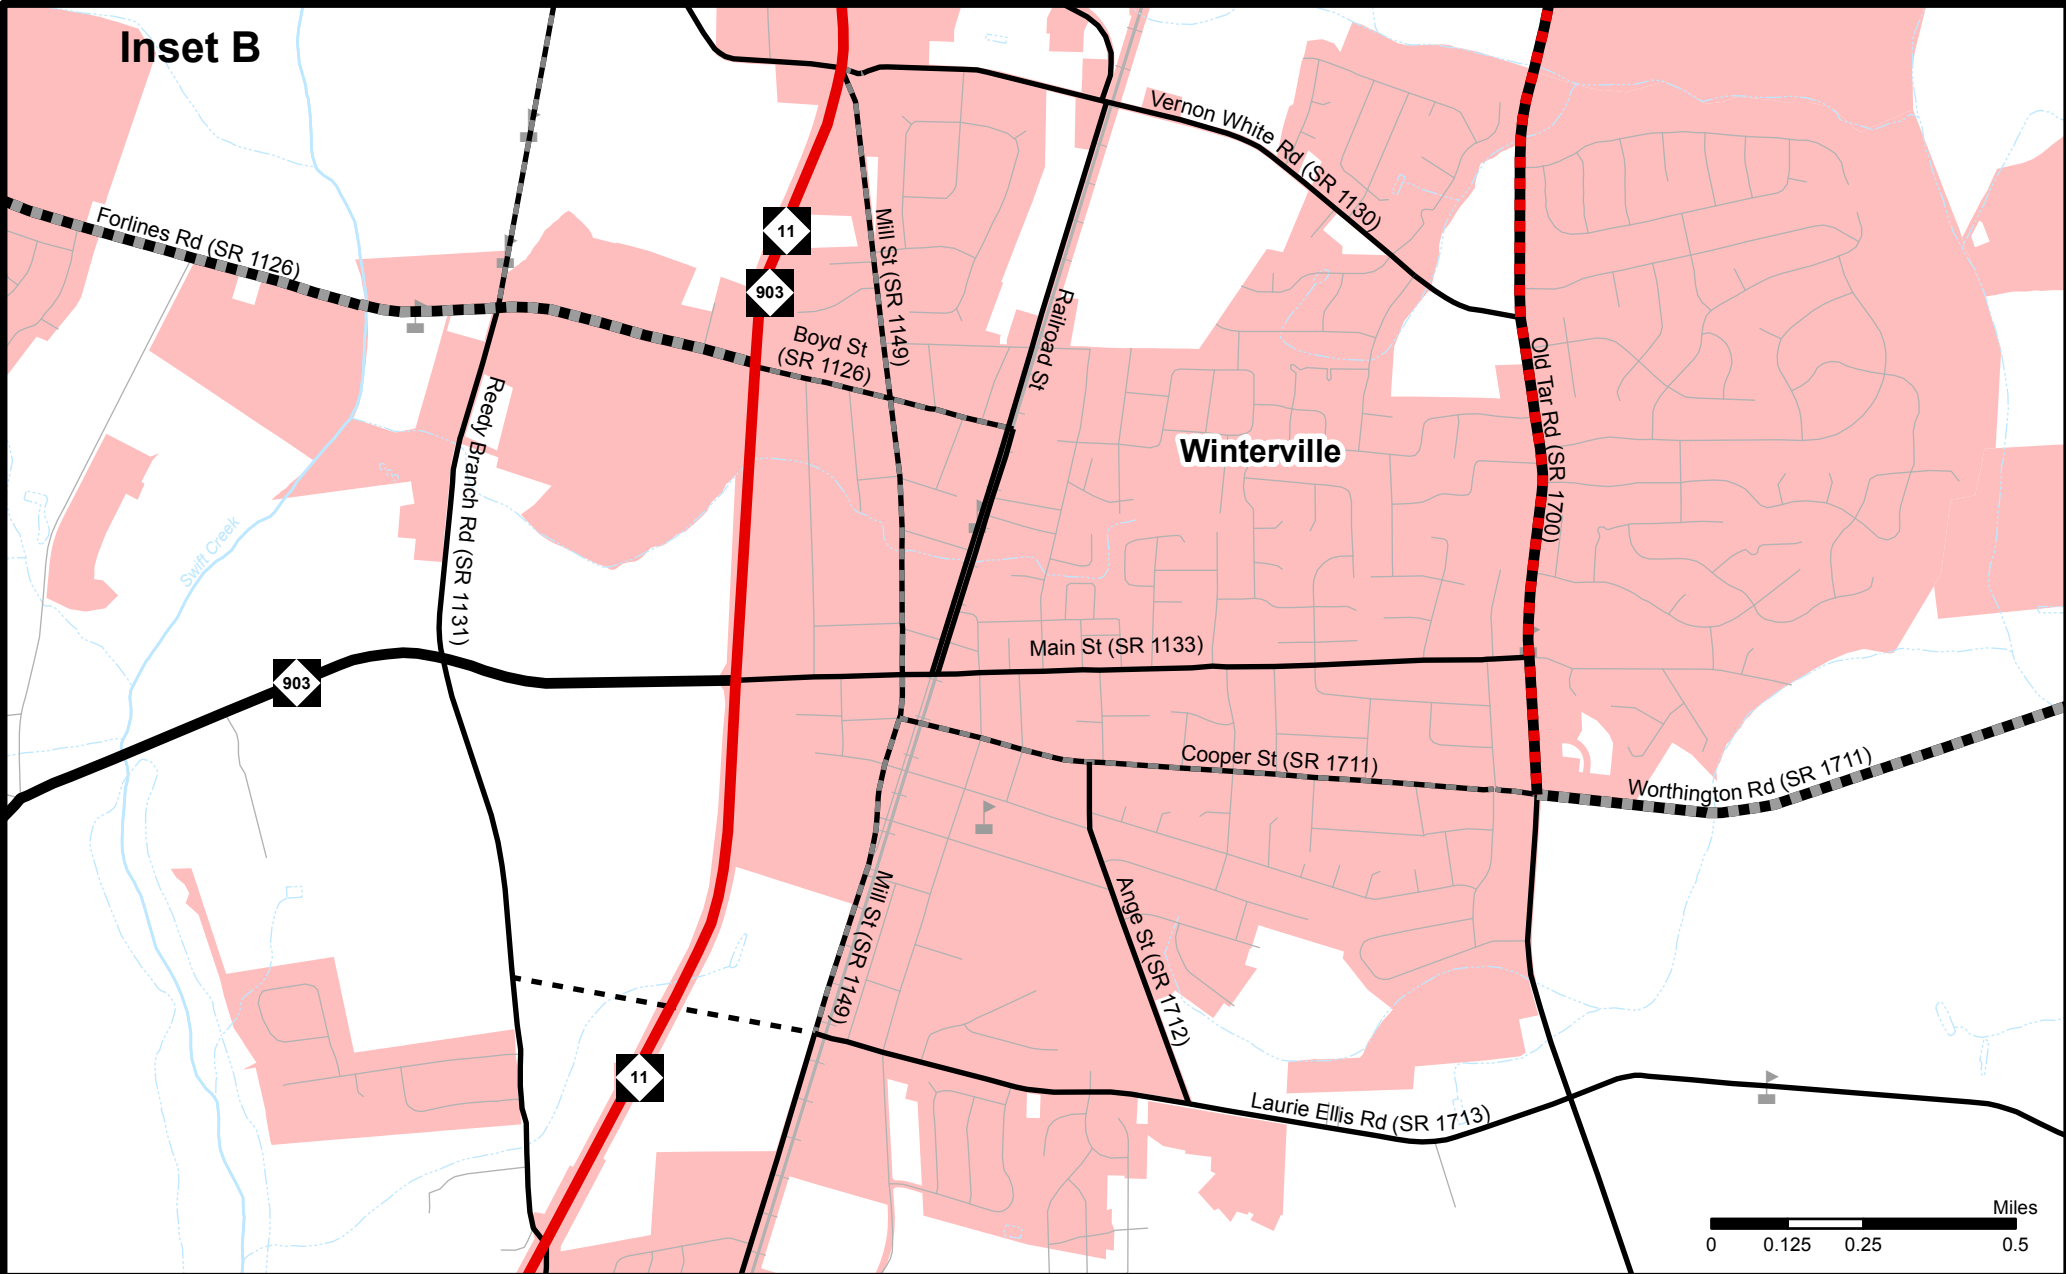 Inset B
Vernon White Rd (SR 1130)
Forlines Rd (SR 1126)
11
903
Mill St (SR 1149)
Boyd St
(SR 1126)
Railroad St
Old Tar Rd (SR 1700)
Reedy Branch Rd (SR 1131)
Winterville
Swift Creek
Main St (SR 1133)
903
Cooper St (SR 1711)
Worthington Rd (SR 1711)
Mill St (SR 1149)
Ange St (SR 1712)
11
Laurie Ellis Rd (SR 1713)
Miles
0 0.125 0.25 0.5